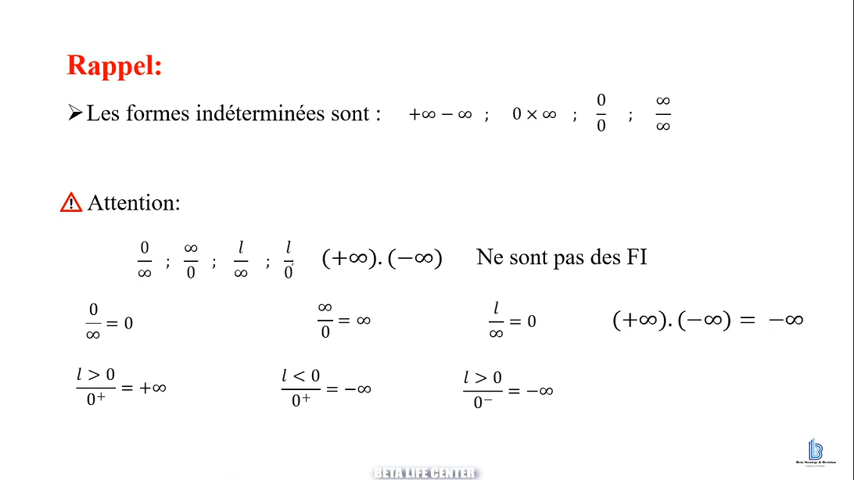 Rappel:
➢Les formes indéterminées sont : +∞ − ∞ ; 0 × ∞ ; 0/0 ; ∞/∞
Attention:
0/∞ ; ∞/0 ; l/∞ ; l/0 (+∞).(−∞) Ne sont pas des FI
0/∞ = 0 ∞/0 = ∞ l/∞ = 0 (+∞).(−∞) = −∞
l > 0/0⁺ = +∞ l < 0/0⁺ = −∞ l > 0/0⁻ = −∞
BETA LIFE CENTER